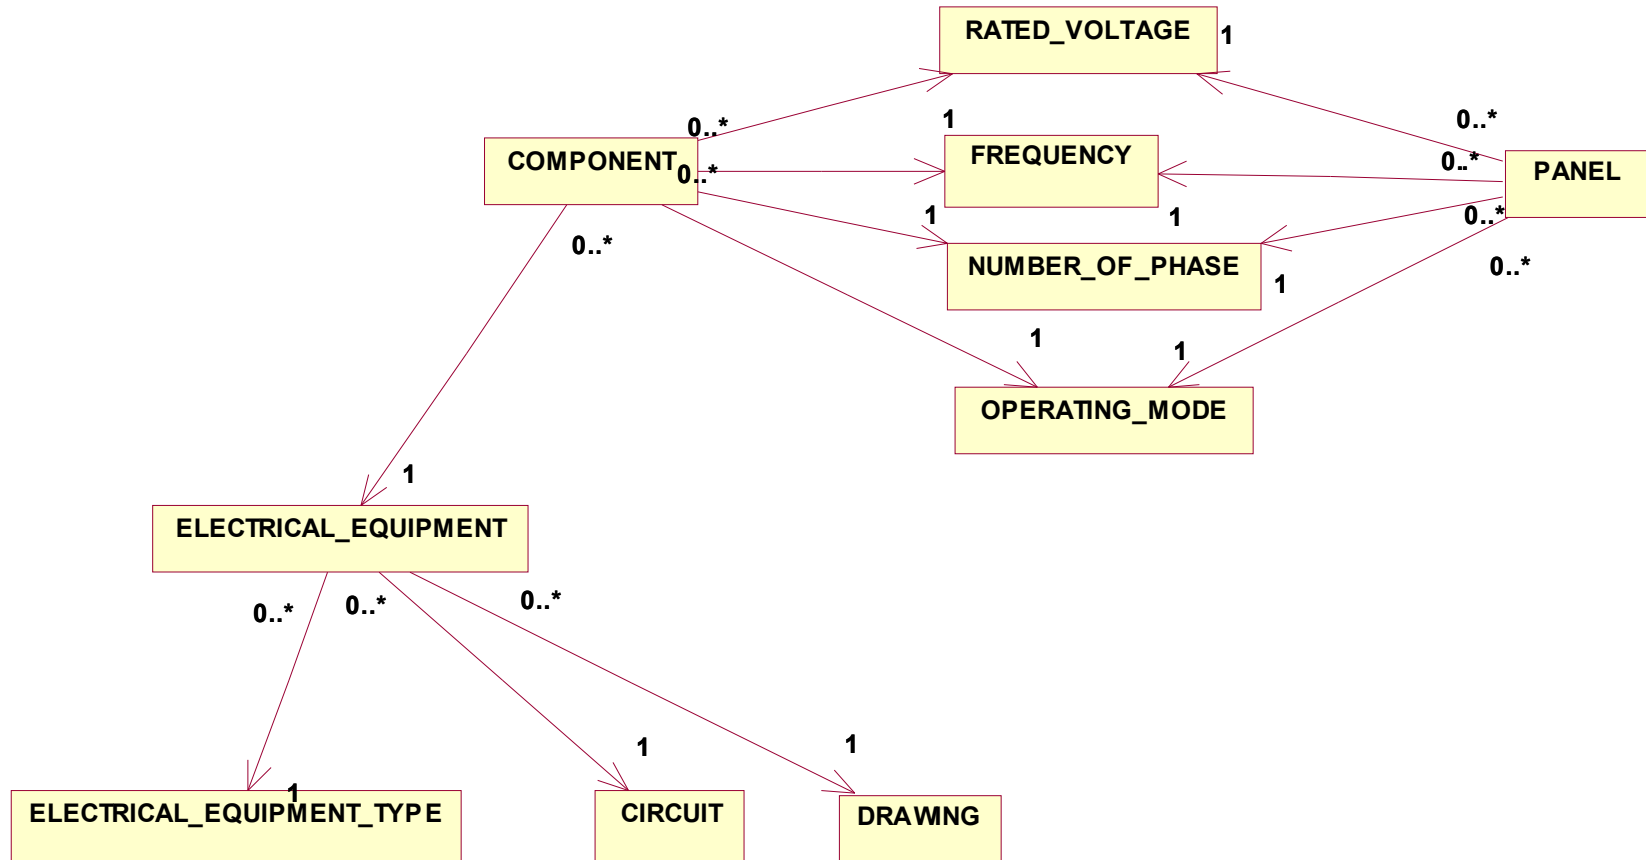 RATED_VOLTAGE
1
0..*
1
0..*
COMPONENT
0..*
FREQUENCY
0..*
PANEL
1
1
0..*
0..*
NUMBER_OF_PHASE
1
0..*
1
1
OPERATING_MODE
1
ELECTRICAL_EQUIPMENT
0..*
0..*
0..*
1
1
1
ELECTRICAL_EQUIPMENT_TYPE
CIRCUIT
DRAWING